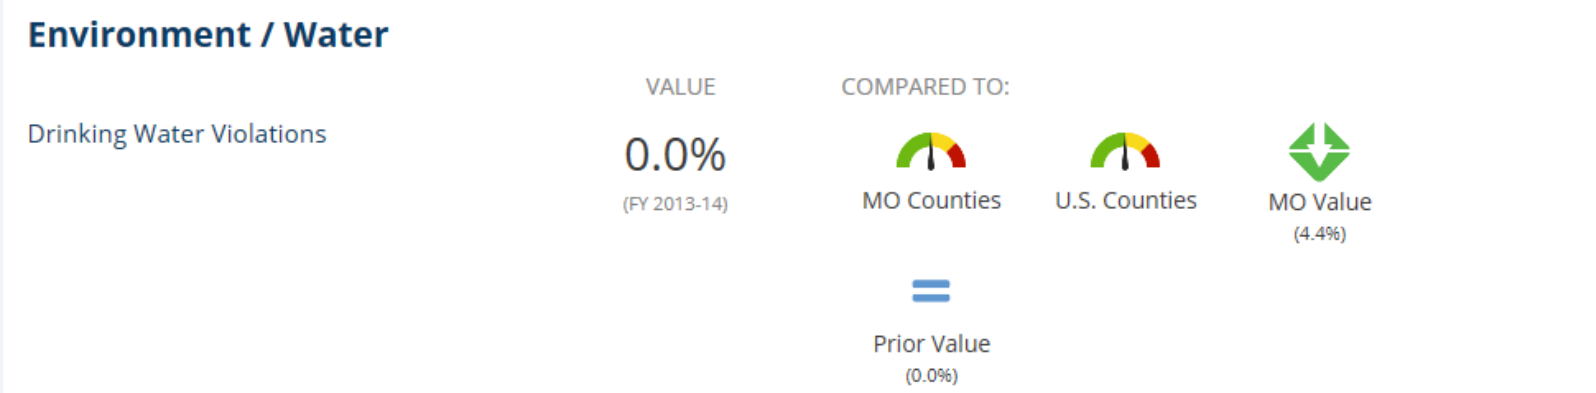 Environment / Water
VALUE
COMPARED TO:
Drinking Water Violations
0.0%
(FY 2013-14)
MO Counties
U.S. Counties
MO Value
(4.4%)
Prior Value
(0.0%)